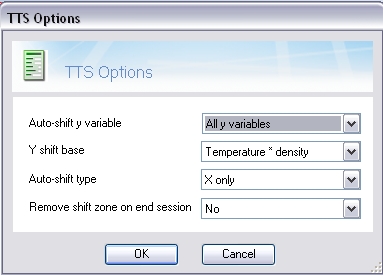 TTS Options
TTS Options
Auto-shift y variable All y variables
Y shift base Temperature * density
Auto-shift type X only
Remove shift zone on end session No
OK Cancel